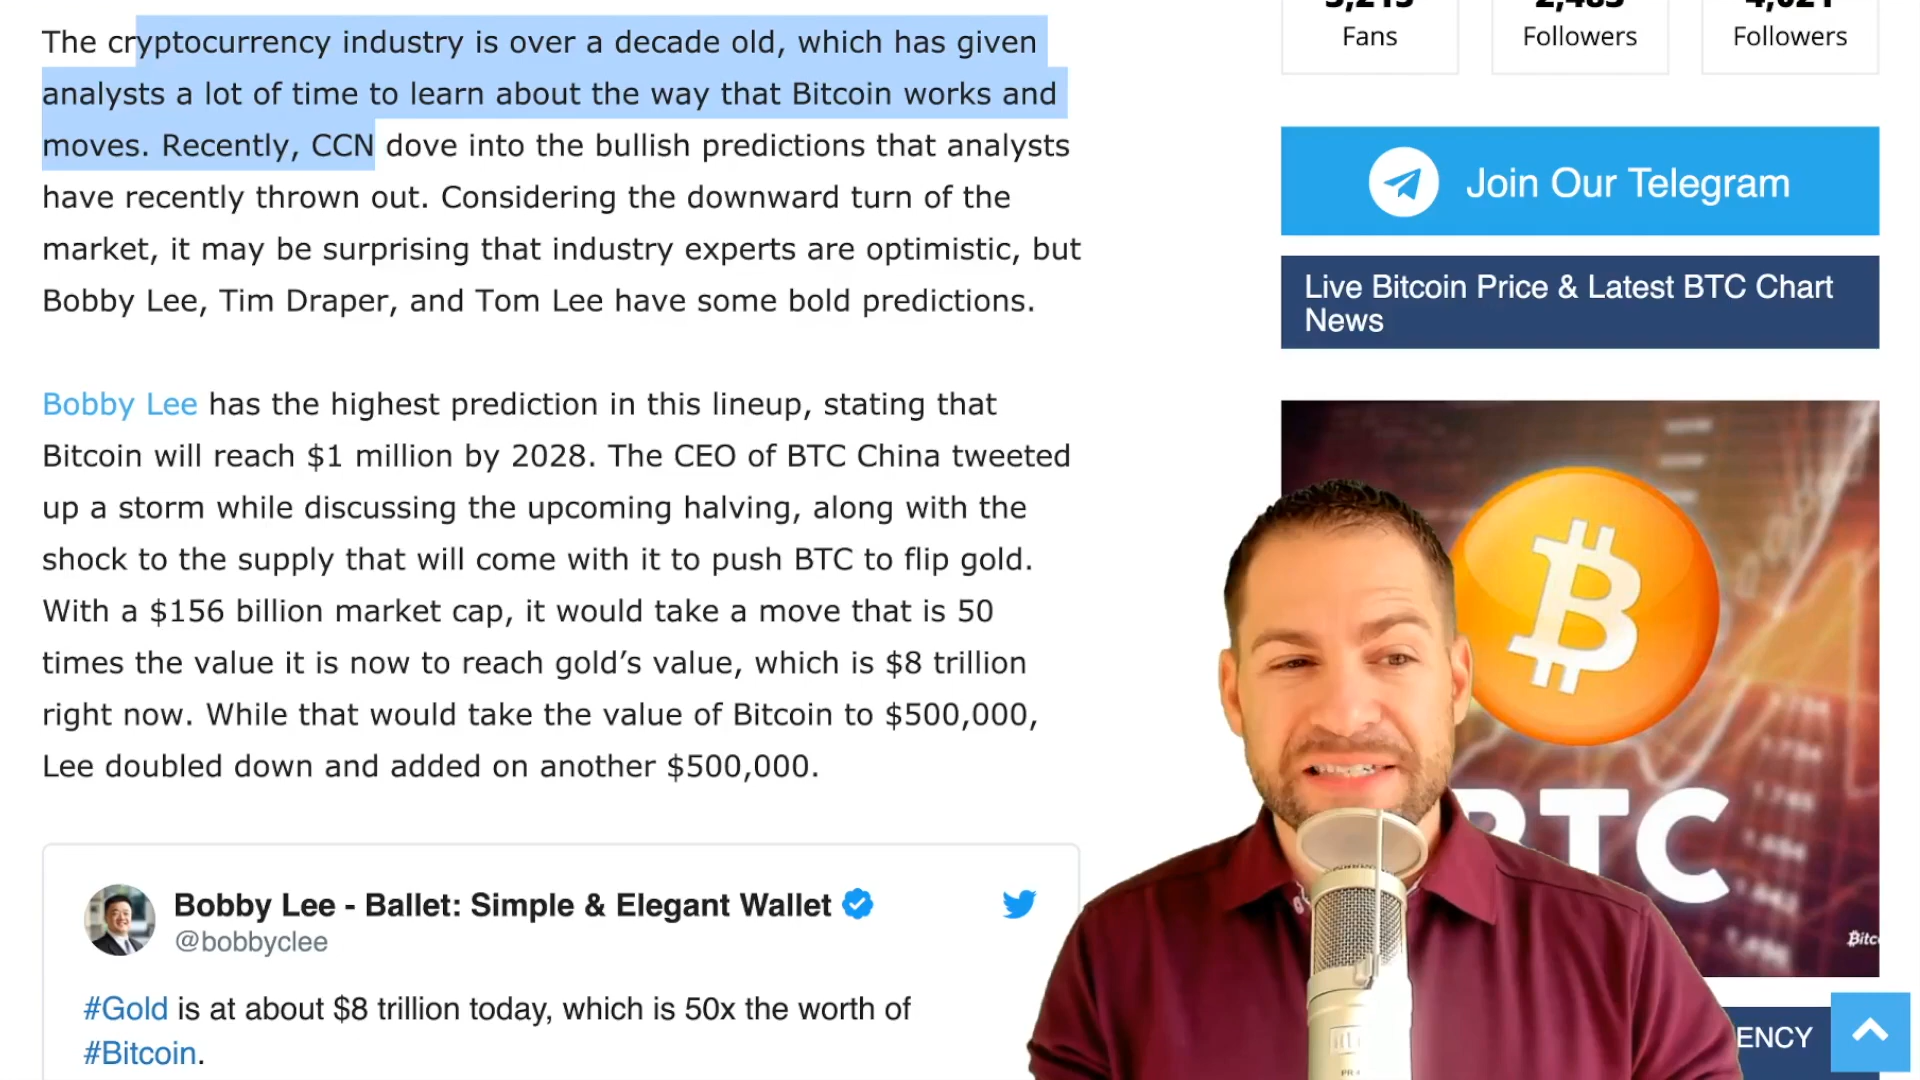 The cryptocurrency industry is over a decade old, which has given
analysts a lot of time to learn about the way that Bitcoin works and
moves. Recently, CCN dove into the bullish predictions that analysts
have recently thrown out. Considering the downward turn of the
market, it may be surprising that industry experts are optimistic, but
Bobby Lee, Tim Draper, and Tom Lee have some bold predictions.
Bobby Lee has the highest prediction in this lineup, stating that
Bitcoin will reach $1 million by 2028. The CEO of BTC China tweeted
up a storm while discussing the upcoming halving, along with the
shock to the supply that will come with it to push BTC to flip gold.
With a $156 billion market cap, it would take a move that is 50
times the value it is now to reach gold’s value, which is $8 trillion
right now. While that would take the value of Bitcoin to $500,000,
Lee doubled down and added on another $500,000.
Bobby Lee - Ballet: Simple & Elegant Wallet
@bobbyclee
#Gold is at about $8 trillion today, which is 50x the worth of
#Bitcoin.
Fans
Followers
Followers
Join Our Telegram
Live Bitcoin Price & Latest BTC Chart
News
BTC
ENCY